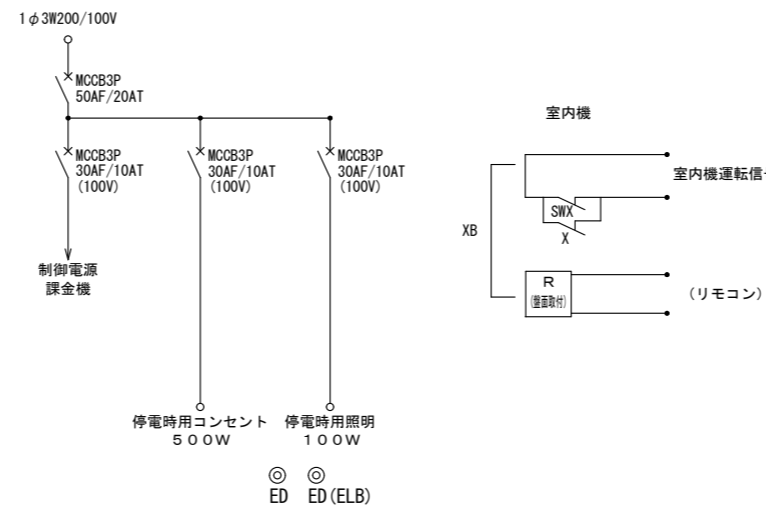 1φ3W200/100V
MCCB3P
50AF/20AT
MCCB3P
30AF/10AT
(100V)
MCCB3P
30AF/10AT
(100V)
MCCB3P
30AF/10AT
(100V)
制御電源
課金機
停電時用コンセント
500W
停電時用照明
100W
ED
ED(ELB)
室内機
室内機運転信
SWX
X
XB
R
(盤面取付)
(リモコン)